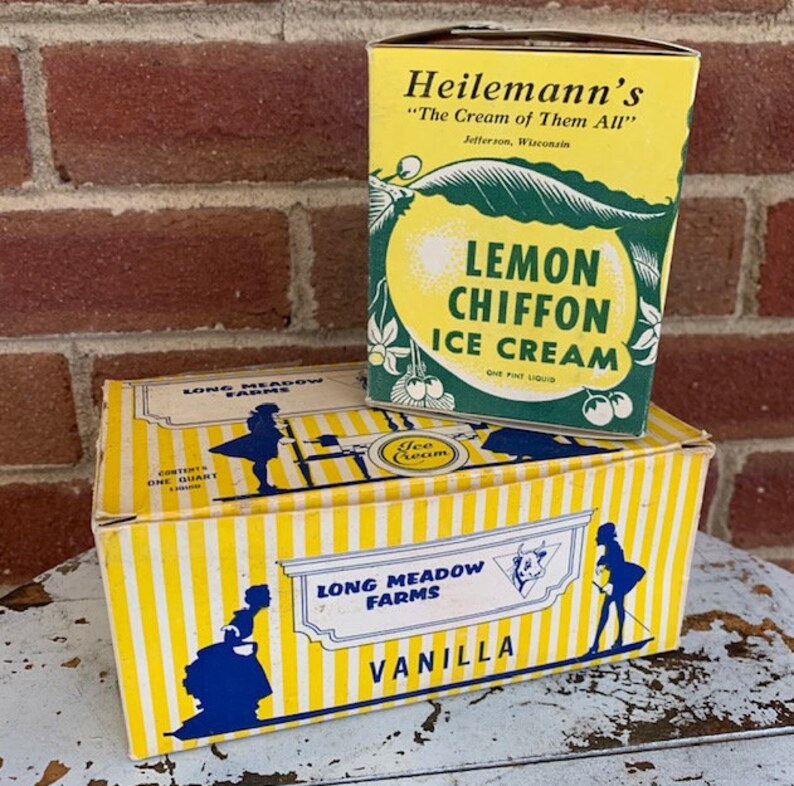 Heilemann's
"The Cream of Them All"
Jefferson, Wisconsin
LEMON
CHIFFON
ICE CREAM
ONE PINT LIQUID
LONG MEADOW
FARMS
Ice
Cream
CONTENTS
ONE QUART
LIQUID
LONG MEADOW
FARMS
VANILLA